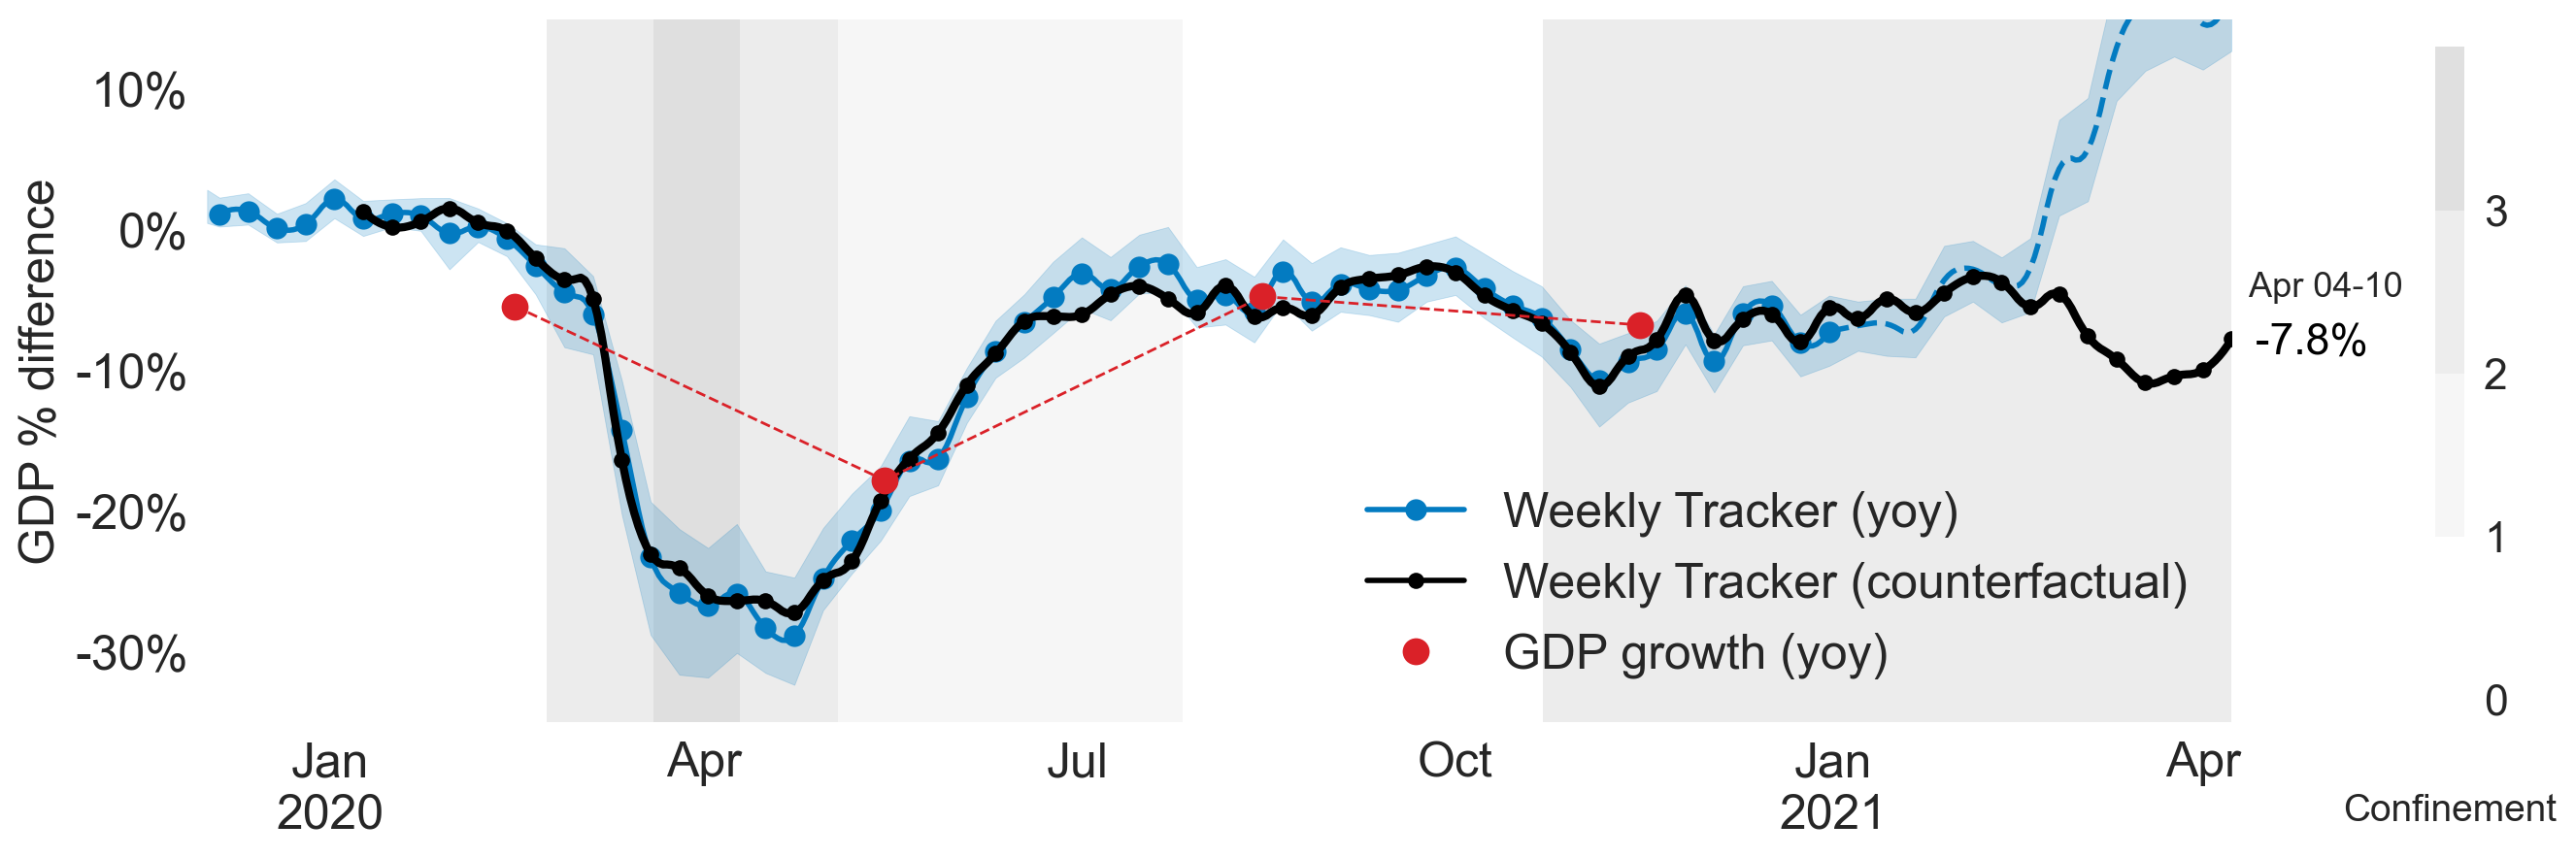 GDP % difference
10%
0%
-10%
-20%
-30%
Jan
2020
Apr
Jul
Oct
Jan
2021
Apr
Weekly Tracker (yoy)
Weekly Tracker (counterfactual)
GDP growth (yoy)
Apr 04-10
-7.8%
3
2
1
0
Confinement